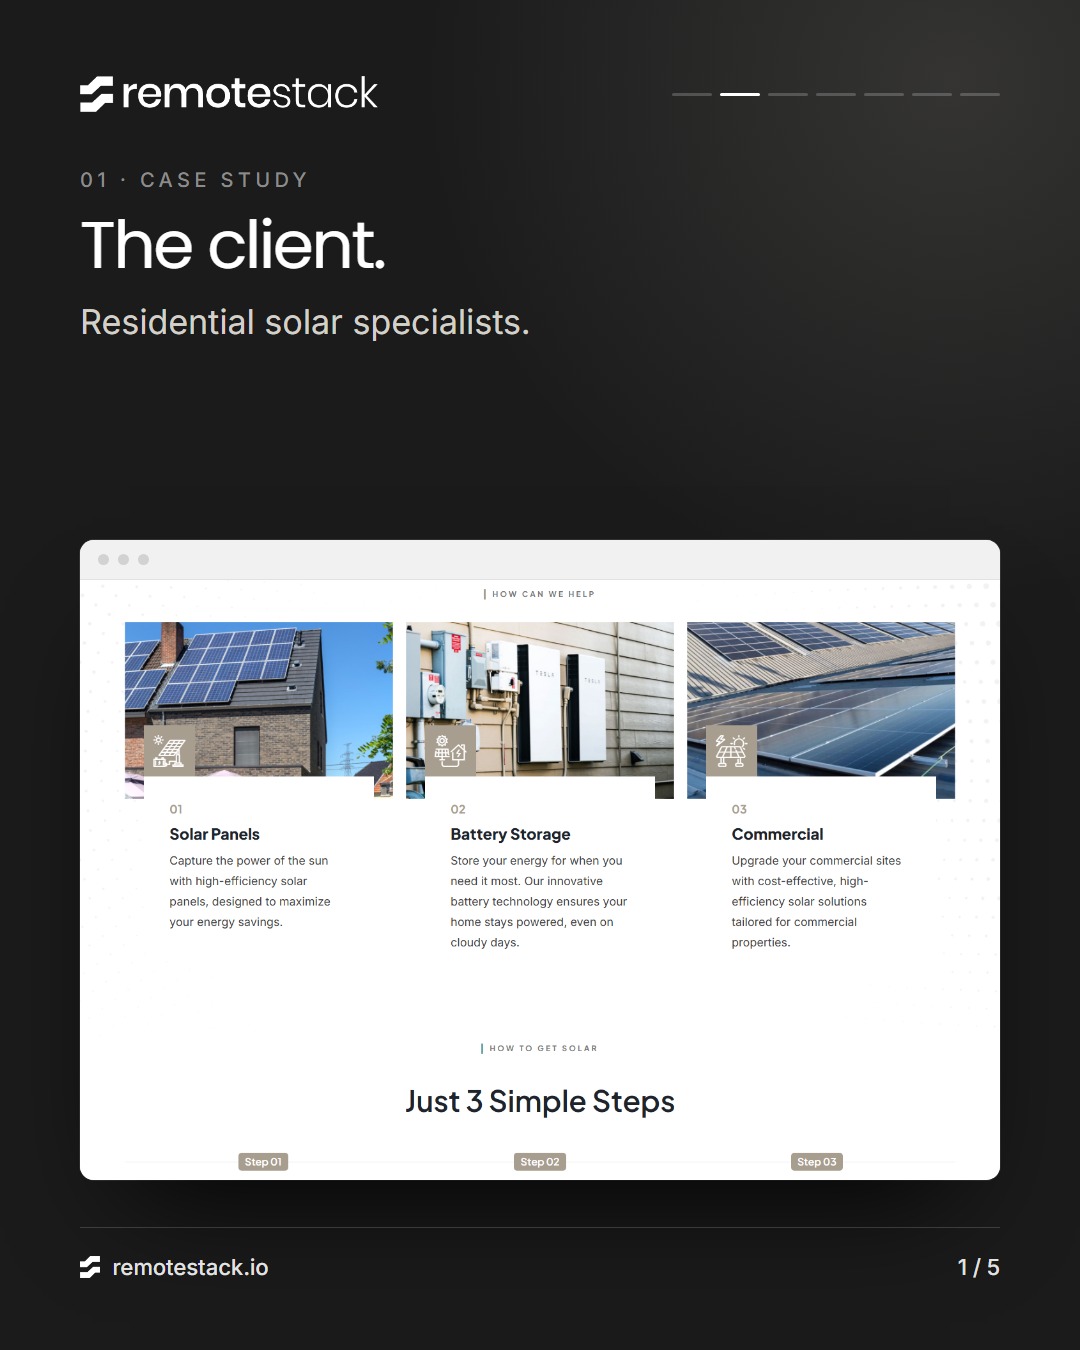 remotestack
01 · CASE STUDY
The client.
Residential solar specialists.
HOW CAN WE HELP
TESLA
TESLA
01
Solar Panels
Capture the power of the sun
with high-efficiency solar
panels, designed to maximize
your energy savings.
02
Battery Storage
Store your energy for when you
need it most. Our innovative
battery technology ensures your
home stays powered, even on
cloudy days.
03
Commercial
Upgrade your commercial sites
with cost-effective, high-
efficiency solar solutions
tailored for commercial
properties.
HOW TO GET SOLAR
Just 3 Simple Steps
Step 01
Step 02
Step 03
remotestack.io
1 / 5